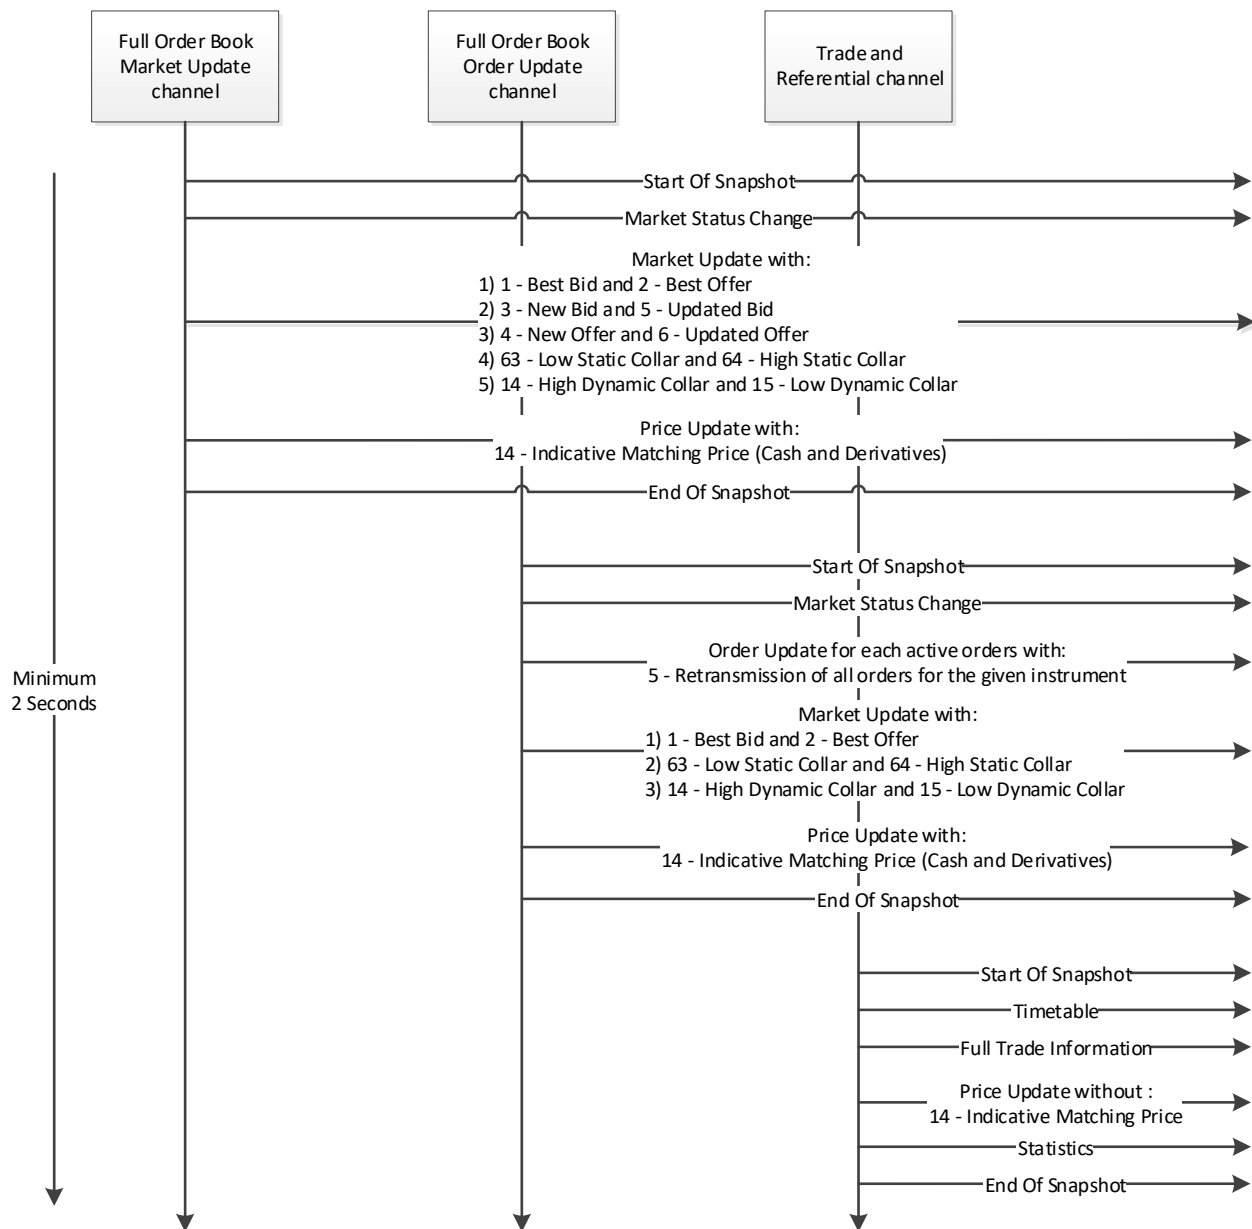 Full Order Book
Market Update
channel
Full Order Book
Order Update
channel
Trade and
Referential channel
Start Of Snapshot
Market Status Change
Market Update with:
1) 1 - Best Bid and 2 - Best Offer
2) 3 - New Bid and 5 - Updated Bid
3) 4 - New Offer and 6 - Updated Offer
4) 63 - Low Static Collar and 64 - High Static Collar
5) 14 - High Dynamic Collar and 15 - Low Dynamic Collar
Price Update with:
14 - Indicative Matching Price (Cash and Derivatives)
End Of Snapshot
Start Of Snapshot
Market Status Change
Order Update for each active orders with:
5 - Retransmission of all orders for the given instrument
Minimum
2 Seconds
Market Update with:
1) 1 - Best Bid and 2 - Best Offer
2) 63 - Low Static Collar and 64 - High Static Collar
3) 14 - High Dynamic Collar and 15 - Low Dynamic Collar
Price Update with:
14 - Indicative Matching Price (Cash and Derivatives)
End Of Snapshot
Start Of Snapshot
Timetable
Full Trade Information
Price Update without :
14 - Indicative Matching Price
Statistics
End Of Snapshot